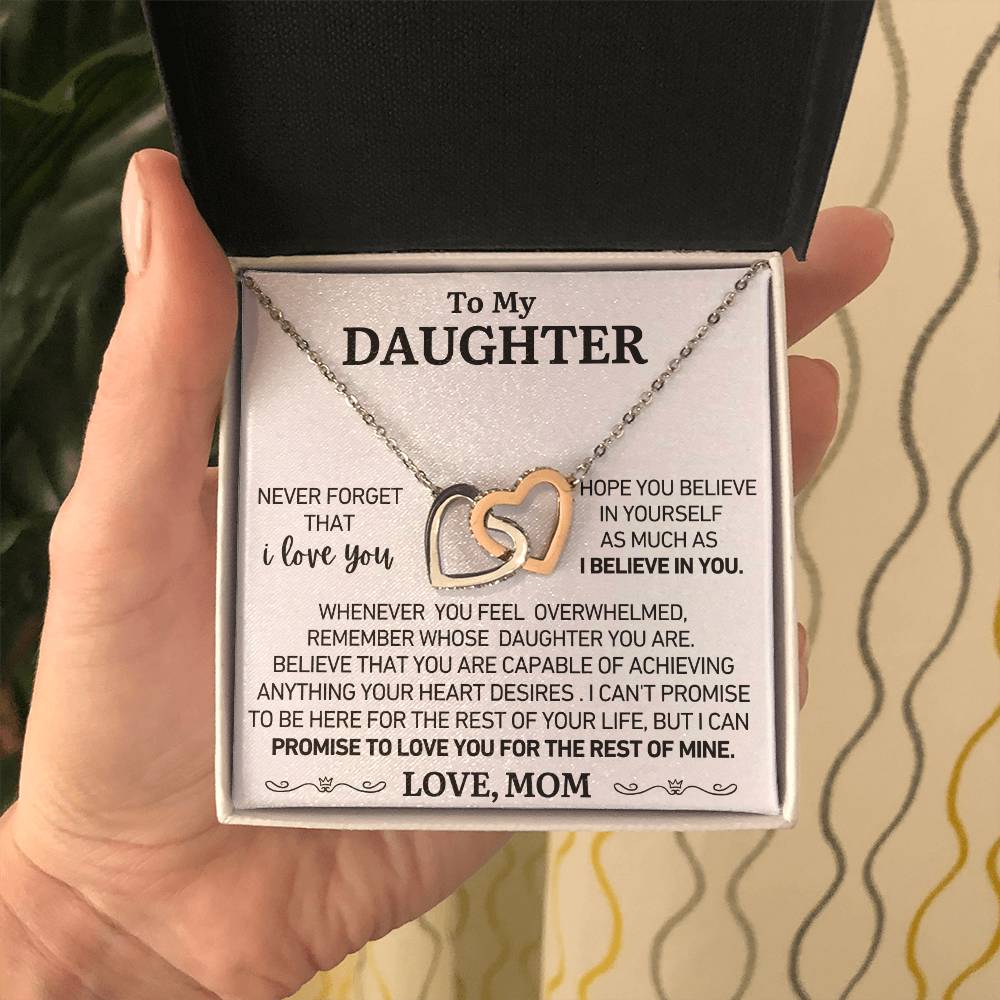 To My
DAUGHTER
NEVER FORGET
THAT
i love you
HOPE YOU BELIEVE
IN YOURSELF
AS MUCH AS
I BELIEVE IN YOU.
WHENEVER YOU FEEL OVERWHELMED,
REMEMBER WHOSE DAUGHTER YOU ARE.
BELIEVE THAT YOU ARE CAPABLE OF ACHIEVING
ANYTHING YOUR HEART DESIRES . I CAN'T PROMISE
TO BE HERE FOR THE REST OF YOUR LIFE, BUT I CAN
PROMISE TO LOVE YOU FOR THE REST OF MINE.
LOVE, MOM